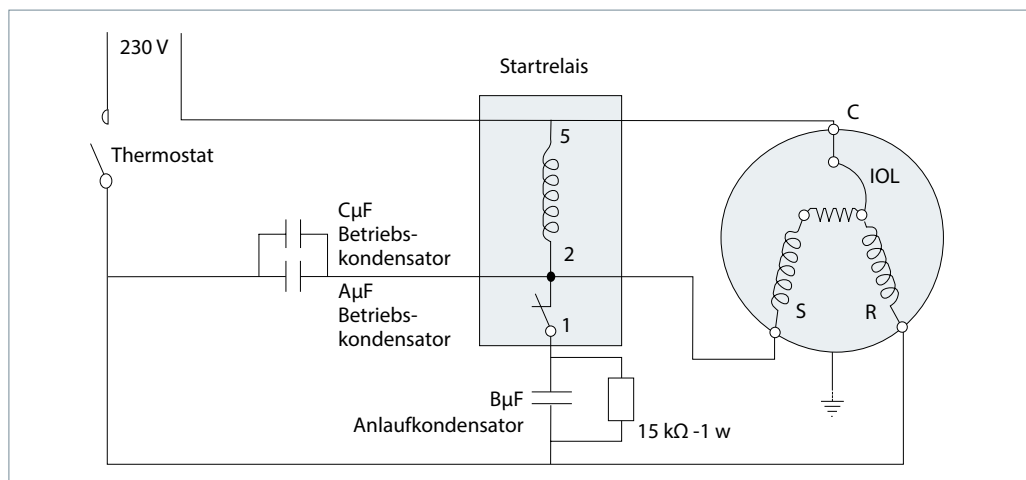 230 V
Startrelais
C
5
Thermostat
IOL
CµF
Betriebs-
kondensator
2
AµF
Betriebs-
kondensator
1
S
R
BµF
Anlaufkondensator
15 kΩ -1 w